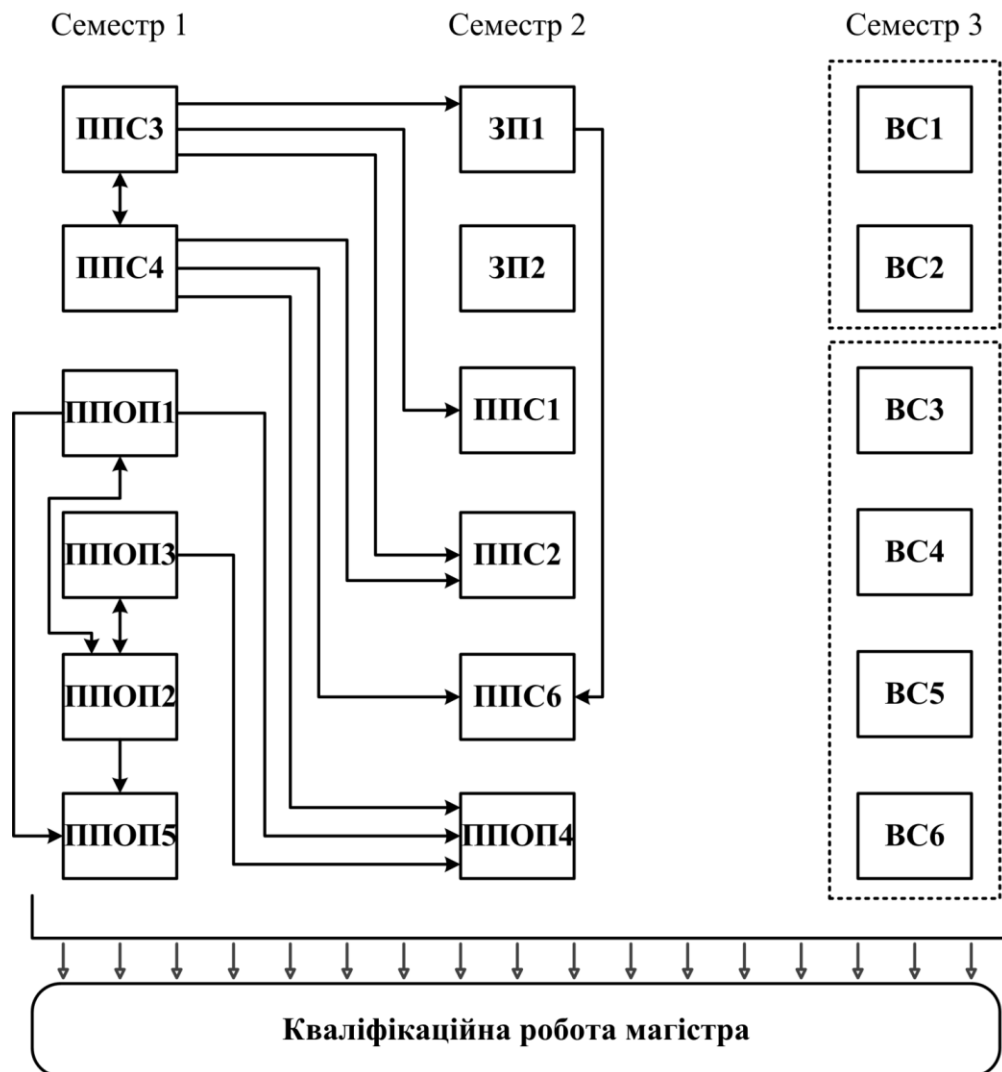 Семестр 1 Семестр 2 Семестр 3
ППС3 ЗП1 ВС1
ППС4 ЗП2 ВС2
ППОП1 ППС1 ВС3
ППОП3 ППС2 ВС4
ППОП2 ППС6 ВС5
ППОП5 ППОП4 ВС6
Кваліфікаційна робота магістра